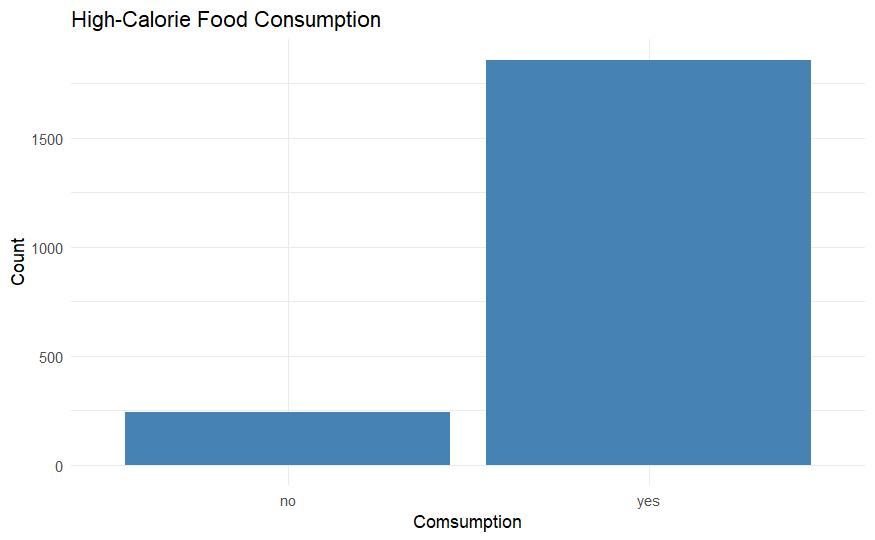 High-Calorie Food Consumption
Count
1500
1000
500
0
no yes
Comsumption